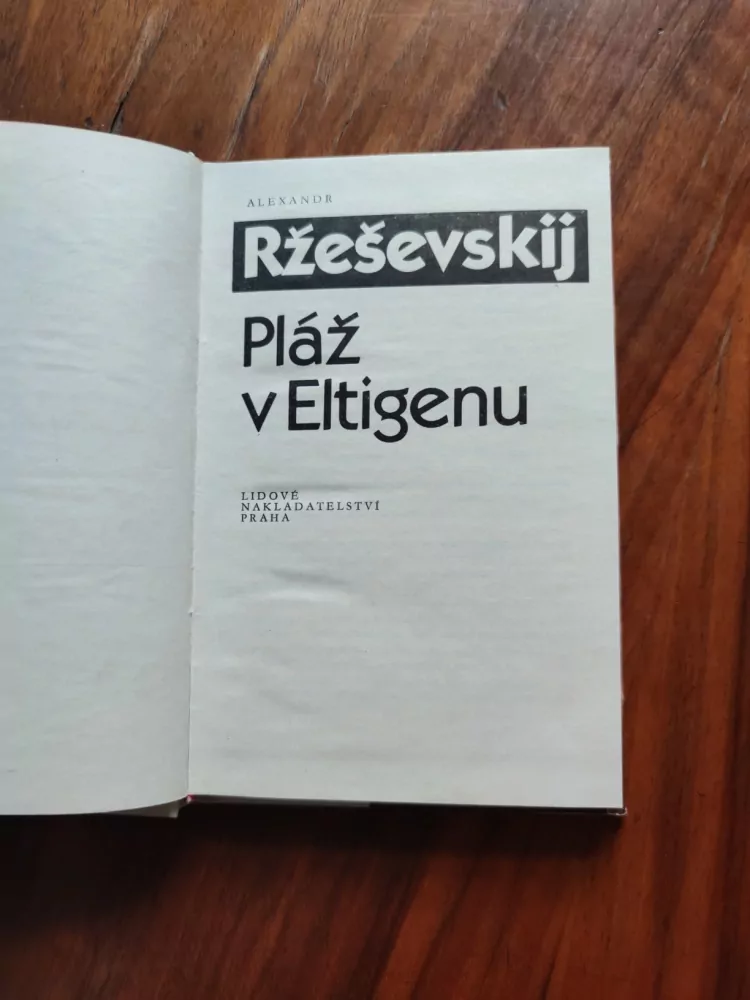 ALEXANDR
Ržeševskij
Pláž
v Eltigenu
LIDOVÉ
NAKLADATELSTVÍ
PRAHA